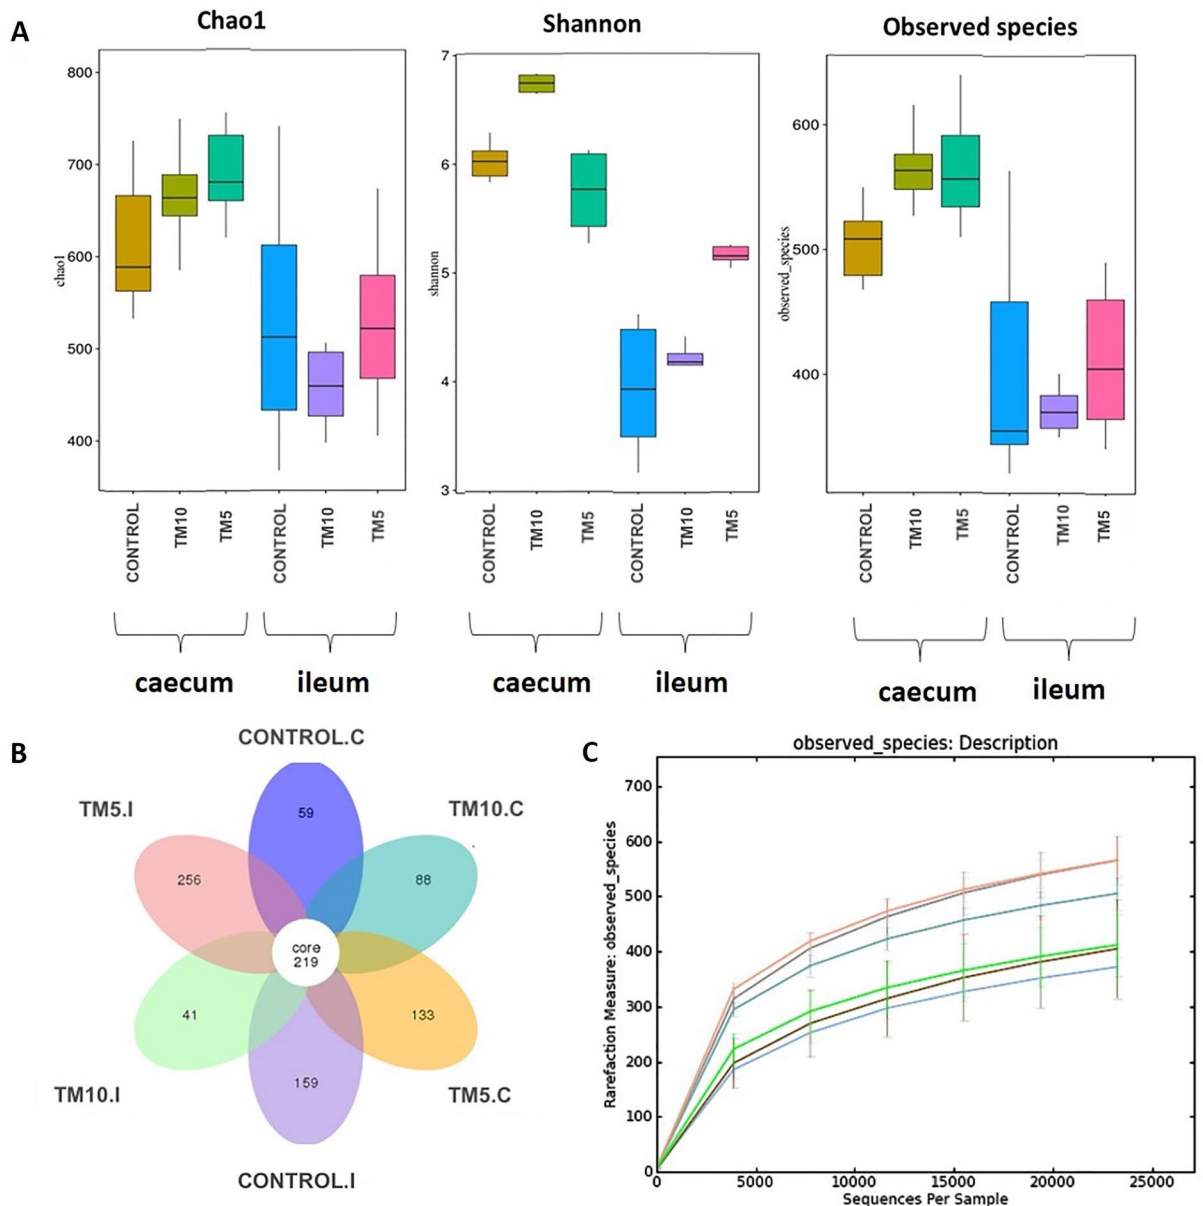 A
Chao1
Shannon
Observed species
800
700
600
500
400
chao1
7
6
5
4
3
shannon
600
500
400
observed_species
CONTROL
TM10
TM5
CONTROL
TM10
TM5
CONTROL
TM10
TM5
CONTROL
TM10
TM5
CONTROL
TM10
TM5
CONTROL
TM10
TM5
caecum
ileum
caecum
ileum
caecum
ileum
B
CONTROL.C
TM5.I
TM10.C
59
256
88
core
219
41
133
159
TM10.I
TM5.C
CONTROL.I
C
observed_species: Description
700
600
500
400
300
200
100
0
Rarefaction Measure: observed_species
0
5000
10000
15000
20000
25000
Sequences Per Sample